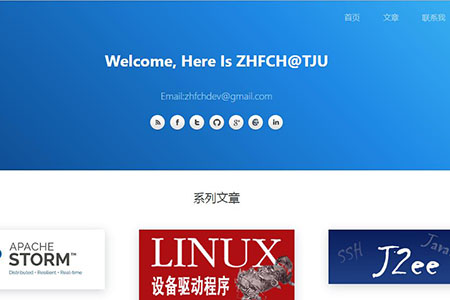 首页 文章 联系我
Welcome, Here Is ZHFCH@TJU
Email:zhfchdev@gmail.com
系列文章
APACHE
STORM™
Distributed • Resilient • Real-time.
LINUX
设备驱动程序
SSH Java
J2ee